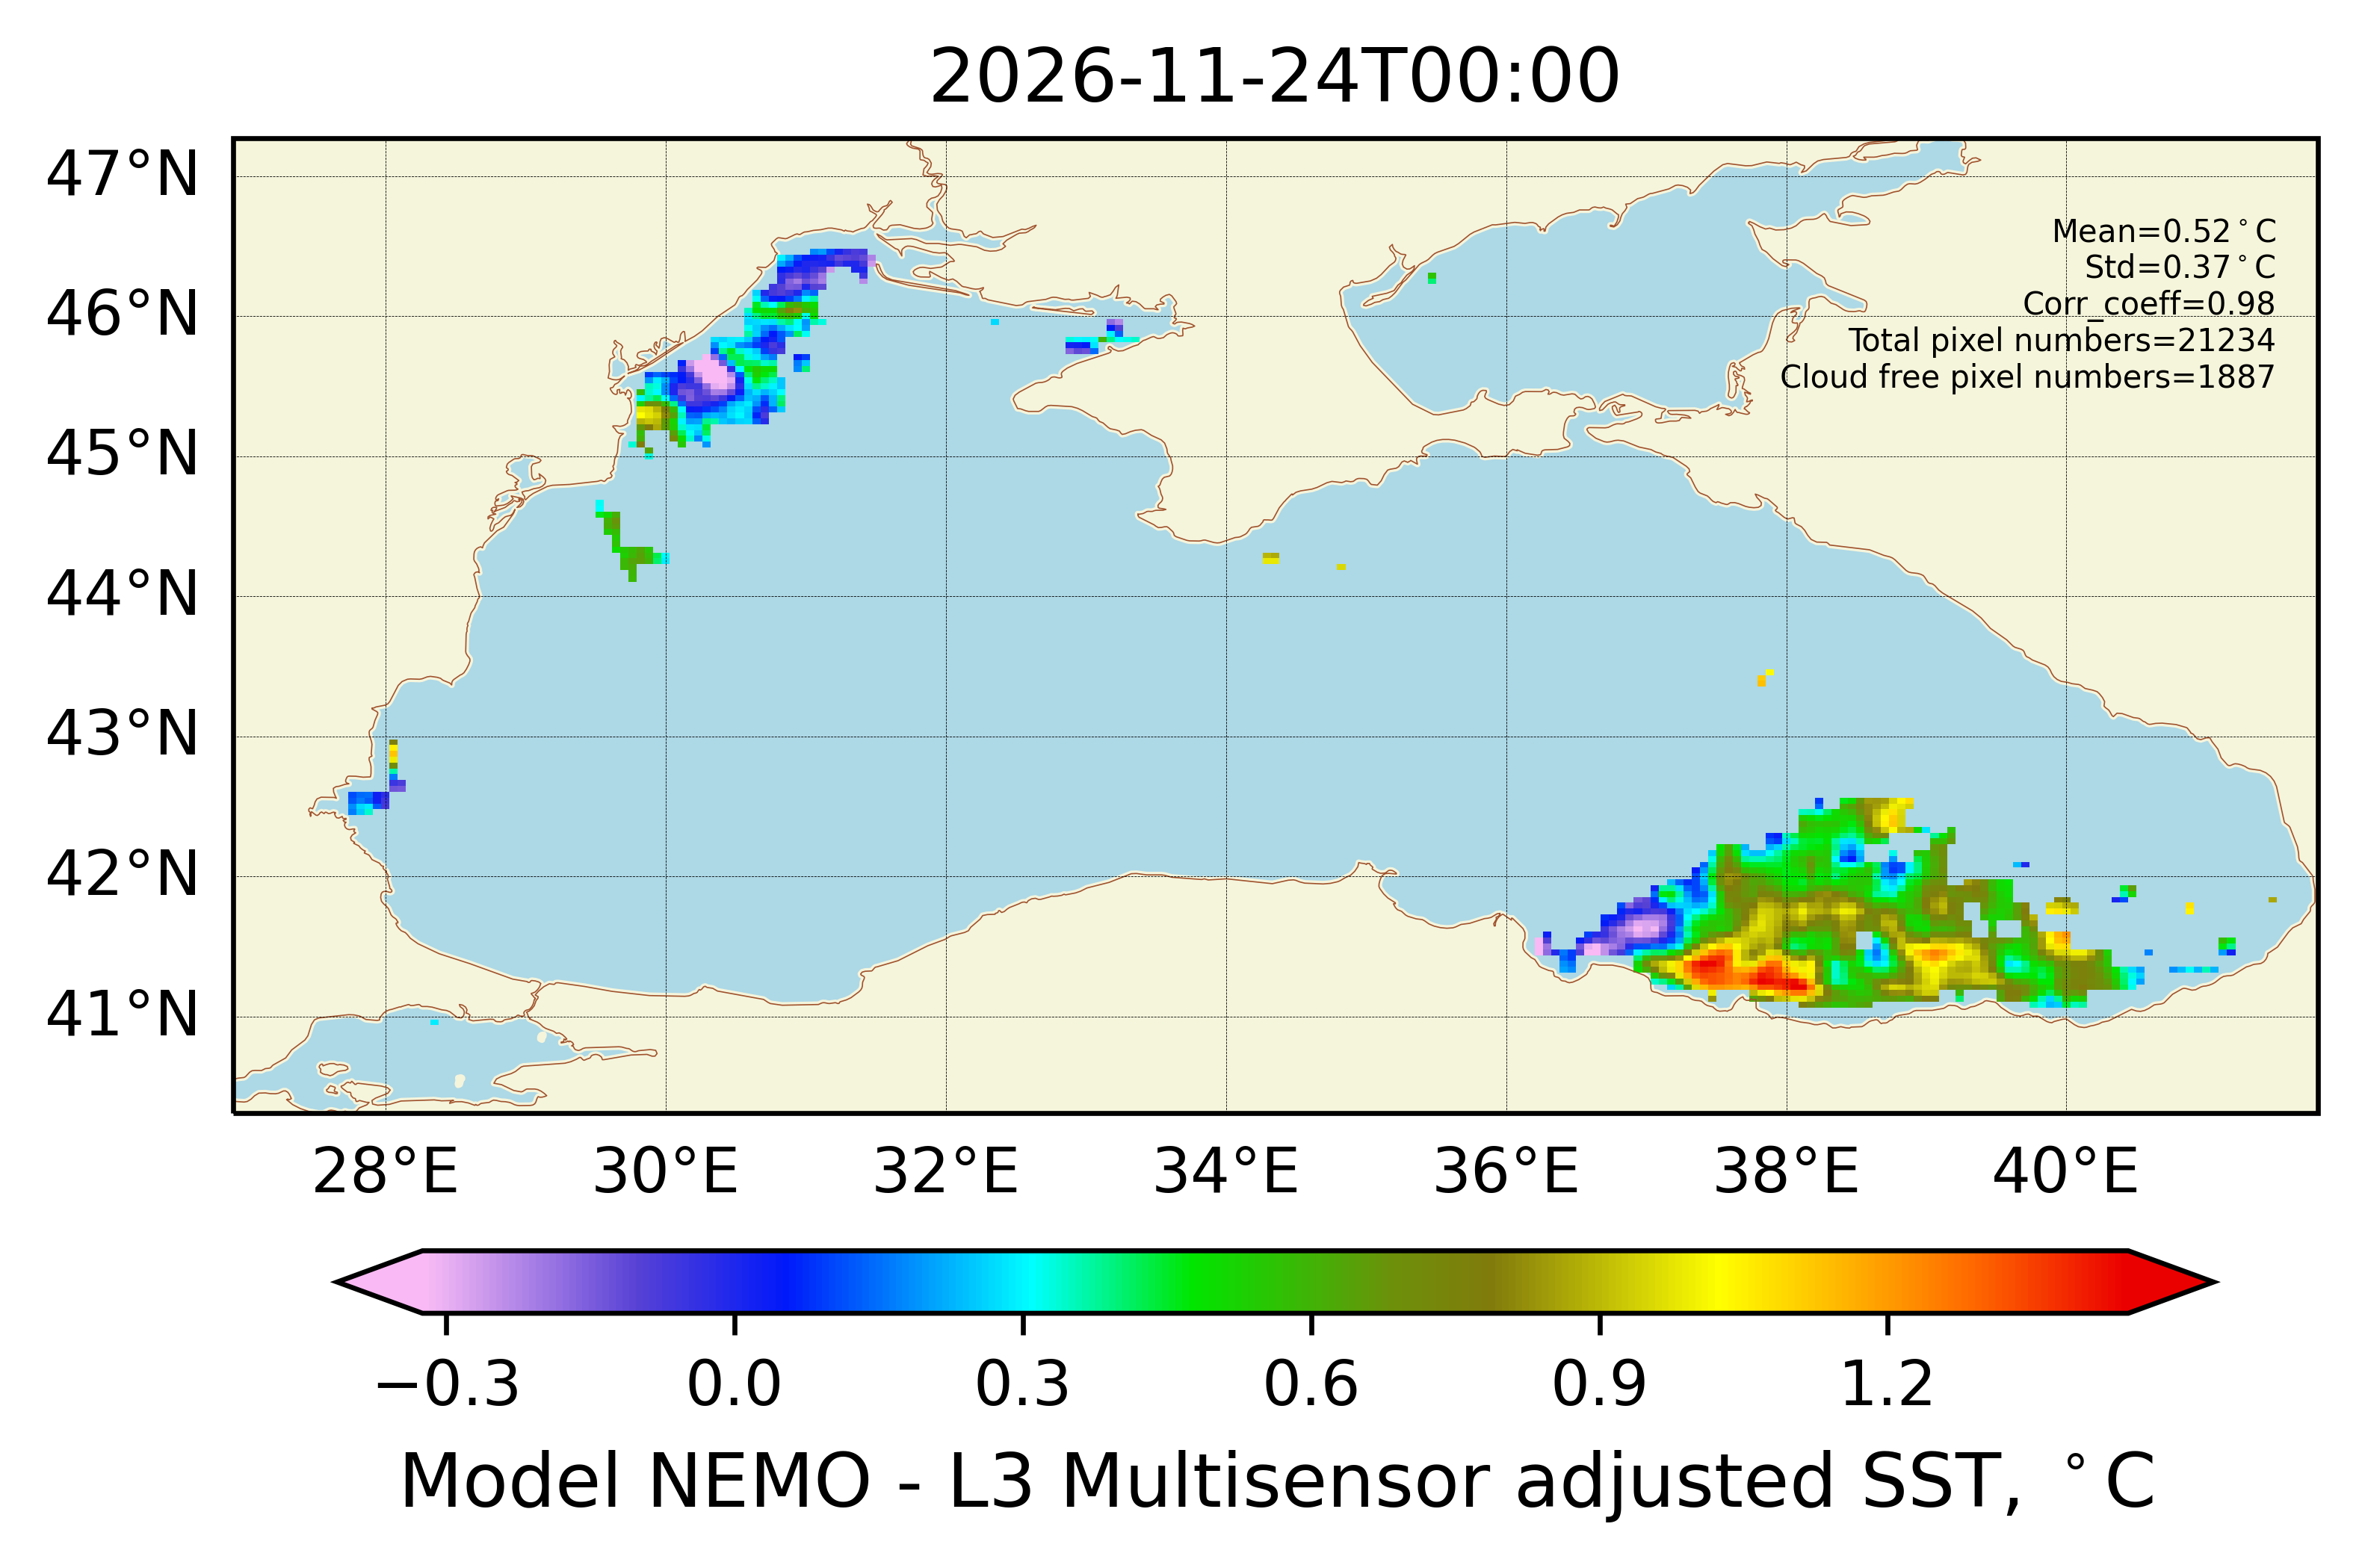 2026-11-24T00:00
47°N
46°N
45°N
44°N
43°N
42°N
41°N
Mean=0.52°C
Std=0.37°C
Corr_coeff=0.98
Total pixel numbers=21234
Cloud free pixel numbers=1887
28°E 30°E 32°E 34°E 36°E 38°E 40°E
−0.3 0.0 0.3 0.6 0.9 1.2
Model NEMO - L3 Multisensor adjusted SST, °C